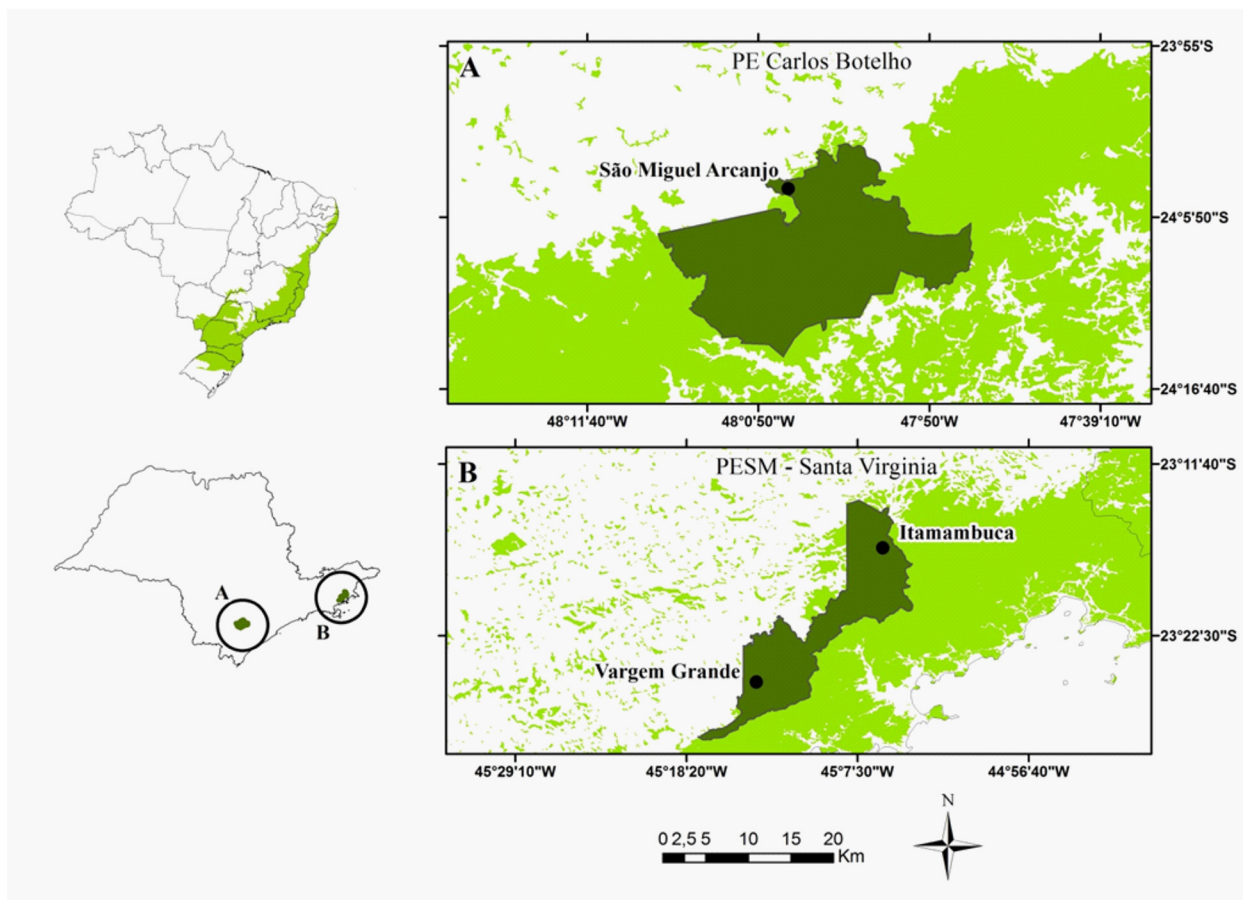 A
PE Carlos Botelho
São Miguel Arcanjo
23°55'S
24°5'50"S
24°16'40"S
48°11'40"W
48°0'50"W
47°50"W
47°39'10"W
B
PESM - Santa Virginia
Itamambuca
Vargem Grande
23°11'40"S
23°22'30"S
45°29'10"W
45°18'20"W
45°7'30"W
44°56'40"W
A
B
0 2,5 5 10 15 20
Km
N